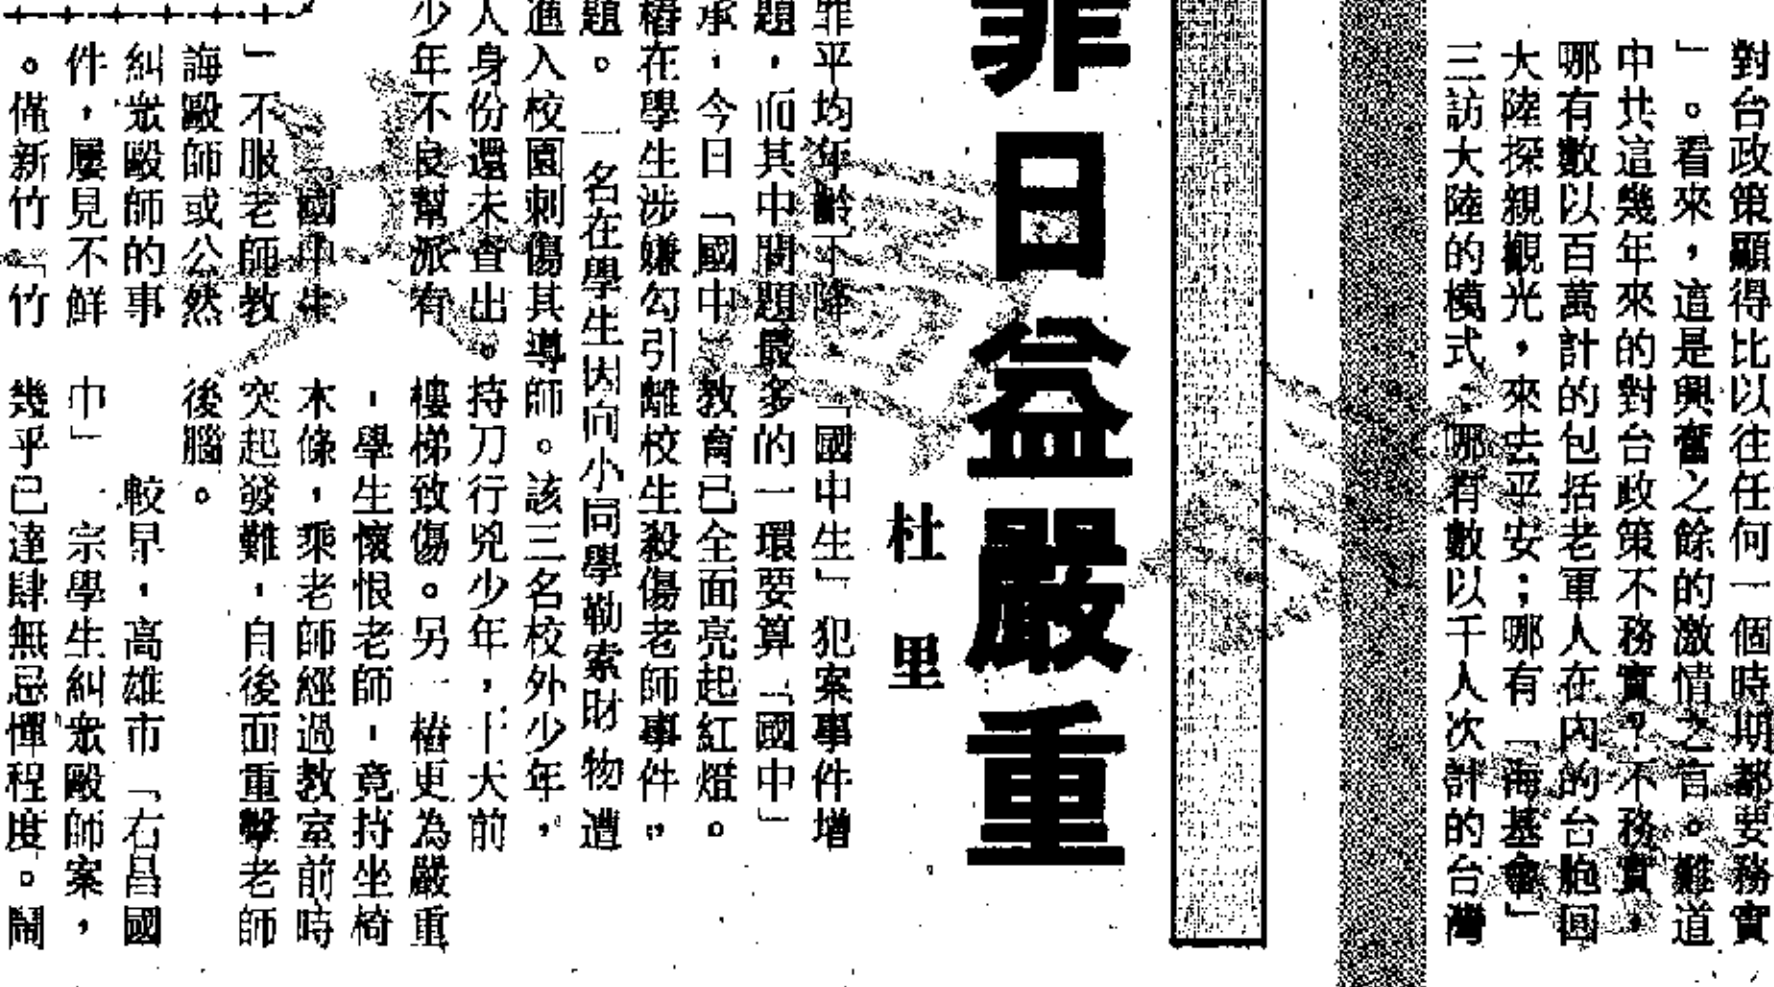 對台政策顯得比以往任何一個時期都要務實
」。看來，這是興奮之餘的激情之言。難道
中共這幾年來的對台政策不務實？不務實，
哪有數以百萬計的包括老軍人在內的台胞回
大陸探親觀光，來去平安；哪有「海基會」
三訪大陸的模式；哪有數以千人次計的台灣
罪日益嚴重
杜里
罪平均年齡下降，
題，而其中問題最
承，今日「國中」
樁在學生涉嫌勾引
題。
進入校園刺傷其導
人身份還未查出。
少年不良幫派有
國中生
」不服老師教
誨毆師或公然
糾眾毆師的事
件，屢見不鮮
。僅新竹「竹
「國中生」犯案事件增
多的一環要算「國中」
教育已全面亮起紅燈。
離校生殺傷老師事件，
一名在學生因向小同學勒索財物遭
師。該三名校外少年，
持刀行兇少年，十大前
樓梯致傷。另一樁更為嚴重
，學生懷恨老師，竟持坐椅
木條，乘老師經過教室前時
突起發難，自後面重擊老師
後腦。
較早，高雄市「右昌國
中」一宗學生糾眾毆師案，
幾乎已達肆無忌憚程度。鬧